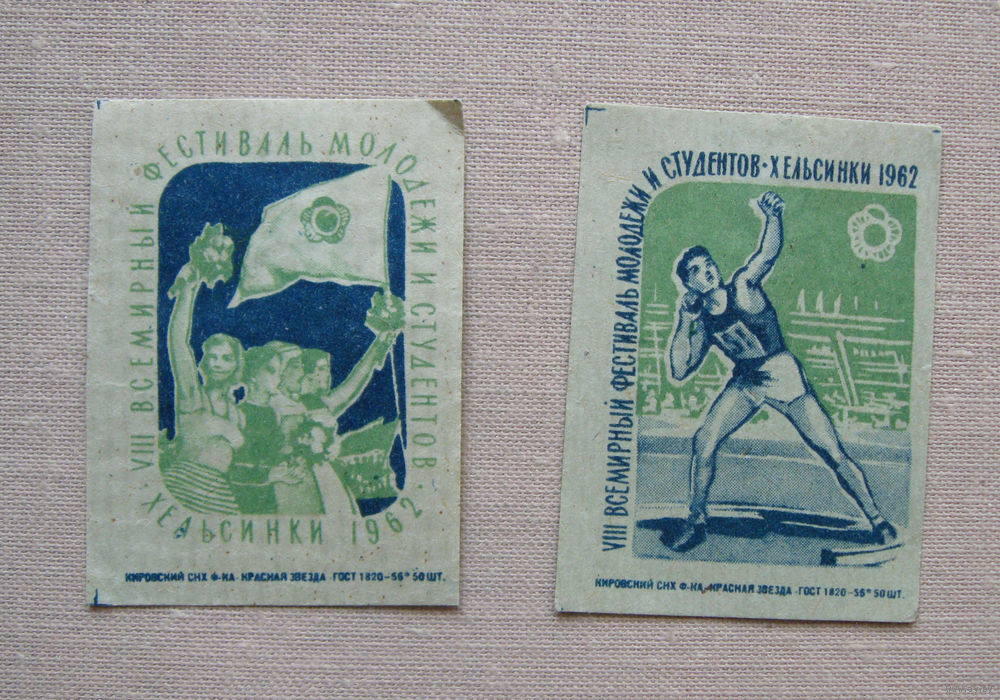 VIII ВСЕМИРНЫЙ ФЕСТИВАЛЬ МОЛОДЕЖИ И СТУДЕНТОВ ·
ХЕЛЬСИНКИ 1962
КИРОВСКИЙ СНХ Ф-КА · КРАСНАЯ ЗВЕЗДА · ГОСТ 1820-56° 50 ШТ.
VIII ВСЕМИРНЫЙ ФЕСТИВАЛЬ МОЛОДЕЖИ И СТУДЕНТОВ · ХЕЛЬСИНКИ 1962
КИРОВСКИЙ СНХ Ф-КА · КРАСНАЯ ЗВЕЗДА · ГОСТ 1820-56° 50 ШТ.